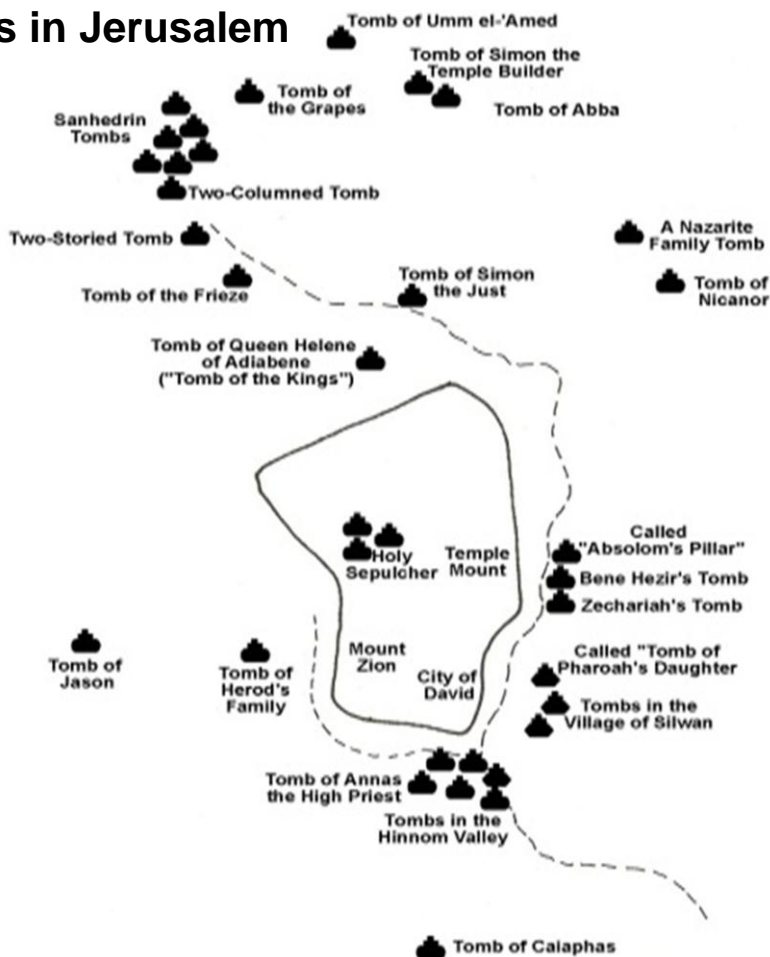 s in Jerusalem
Tomb of Umm el-'Amed
Tomb of Simon the
Temple Builder
Tomb of
the Grapes
Tomb of Abba
Sanhedrin
Tombs
Two-Columned Tomb
Two-Storied Tomb
A Nazarite
Family Tomb
Tomb of the Frieze
Tomb of Simon
the Just
Tomb of
Nicanor
Tomb of Queen Helene
of Adiabene
("Tomb of the Kings")
Called
"Absolom's Pillar"
Holy
Sepulcher
Temple
Mount
Bene Hezir's Tomb
Zechariah's Tomb
Tomb of
Jason
Tomb of
Herod's
Family
Mount
Zion
City of
David
Called "Tomb of
Pharoah's Daughter
Tombs in the
Village of Silwan
Tomb of Annas
the High Priest
Tombs in the
Hinnom Valley
Tomb of Caiaphas